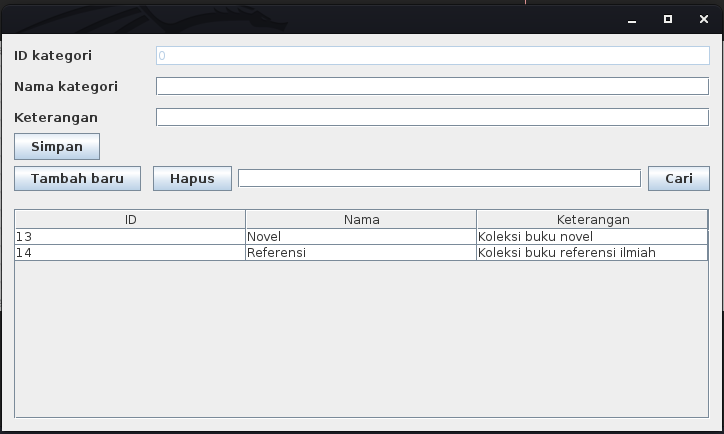 ID kategori 0
Nama kategori
Keterangan
Simpan
Tambah baru Hapus Cari
ID Nama Keterangan
13 Novel Koleksi buku novel
14 Referensi Koleksi buku referensi ilmiah